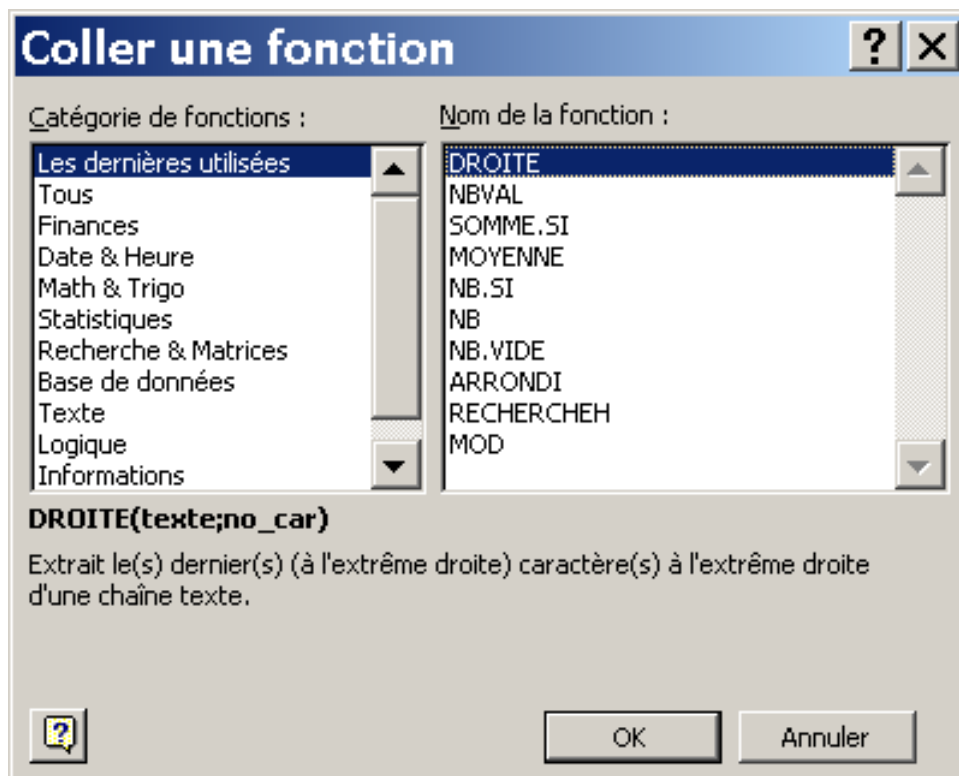 Coller une fonction
Catégorie de fonctions :
Les dernières utilisées
Tous
Finances
Date & Heure
Math & Trigo
Statistiques
Recherche & Matrices
Base de données
Texte
Logique
Informations
Nom de la fonction :
DROITE
NBVAL
SOMME.SI
MOYENNE
NB.SI
NB
NB.VIDE
ARRONDI
RECHERCHEH
MOD
DROITE(texte;no_car)
Extrait le(s) dernier(s) (à l'extrême droite) caractère(s) à l'extrême droite
d'une chaîne texte.
OK
Annuler